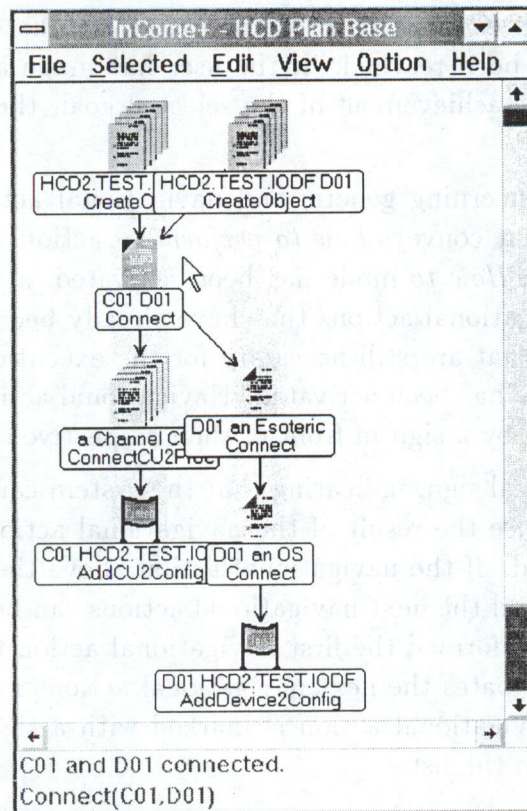 InCome+ - HCD Plan Base
File Selected Edit View Option Help
HCD2.TEST. HCD2.TEST.IODF D01
CreateO CreateObject
C01 D01
Connect
Channel D01 an Esoteric
ConnectCU2Pro Connect
C01 HCD2.TEST.IO D01 an OS
AddCU2Config Connect
D01 HCD2.TEST.IODF
AddDevice2Config
C01 and D01 connected.
Connect(C01,D01)